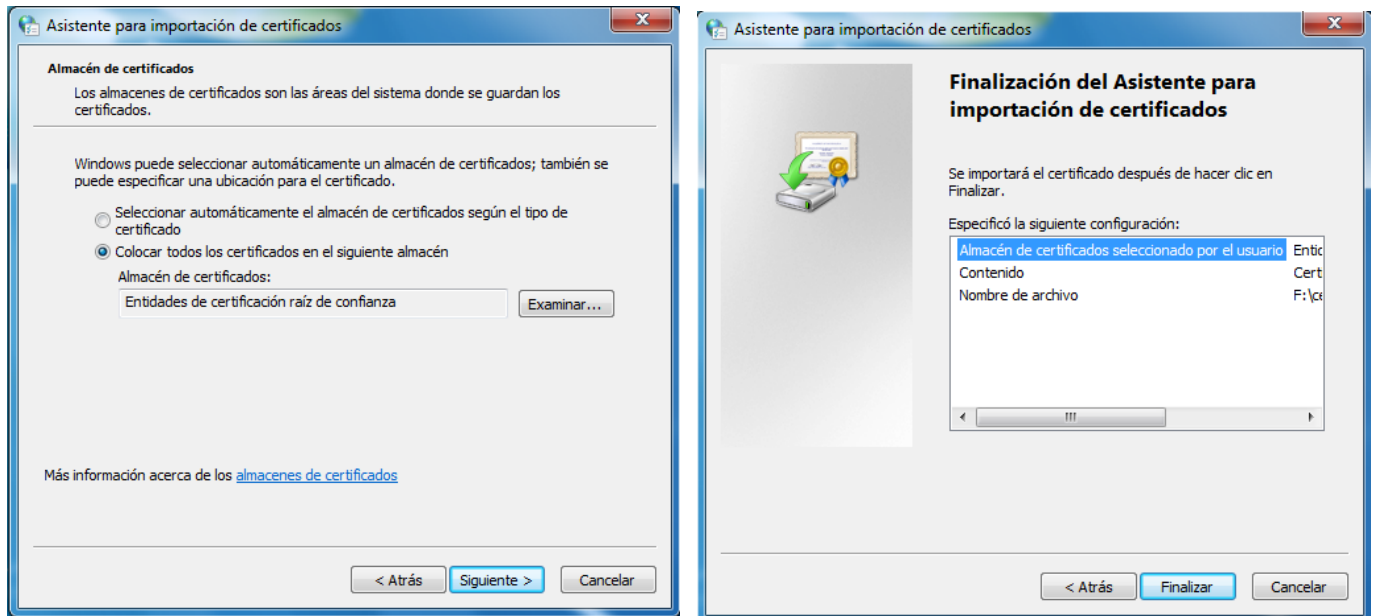 Asistente para importación de certificados
Almacén de certificados
Los almacenes de certificados son las áreas del sistema donde se guardan los
certificados.
Windows puede seleccionar automáticamente un almacén de certificados; también se
puede especificar una ubicación para el certificado.
Seleccionar automáticamente el almacén de certificados según el tipo de
certificado
Colocar todos los certificados en el siguiente almacén
Almacén de certificados:
Entidades de certificación raíz de confianza
Examinar...
Más información acerca de los almacenes de certificados
< Atrás
Siguiente >
Cancelar
Asistente para importación de certificados
Finalización del Asistente para
importación de certificados
Se importará el certificado después de hacer clic en
Finalizar.
Especificó la siguiente configuración:
Almacén de certificados seleccionado por el usuario Entid
Contenido Cert
Nombre de archivo F:\ce
< Atrás
Finalizar
Cancelar